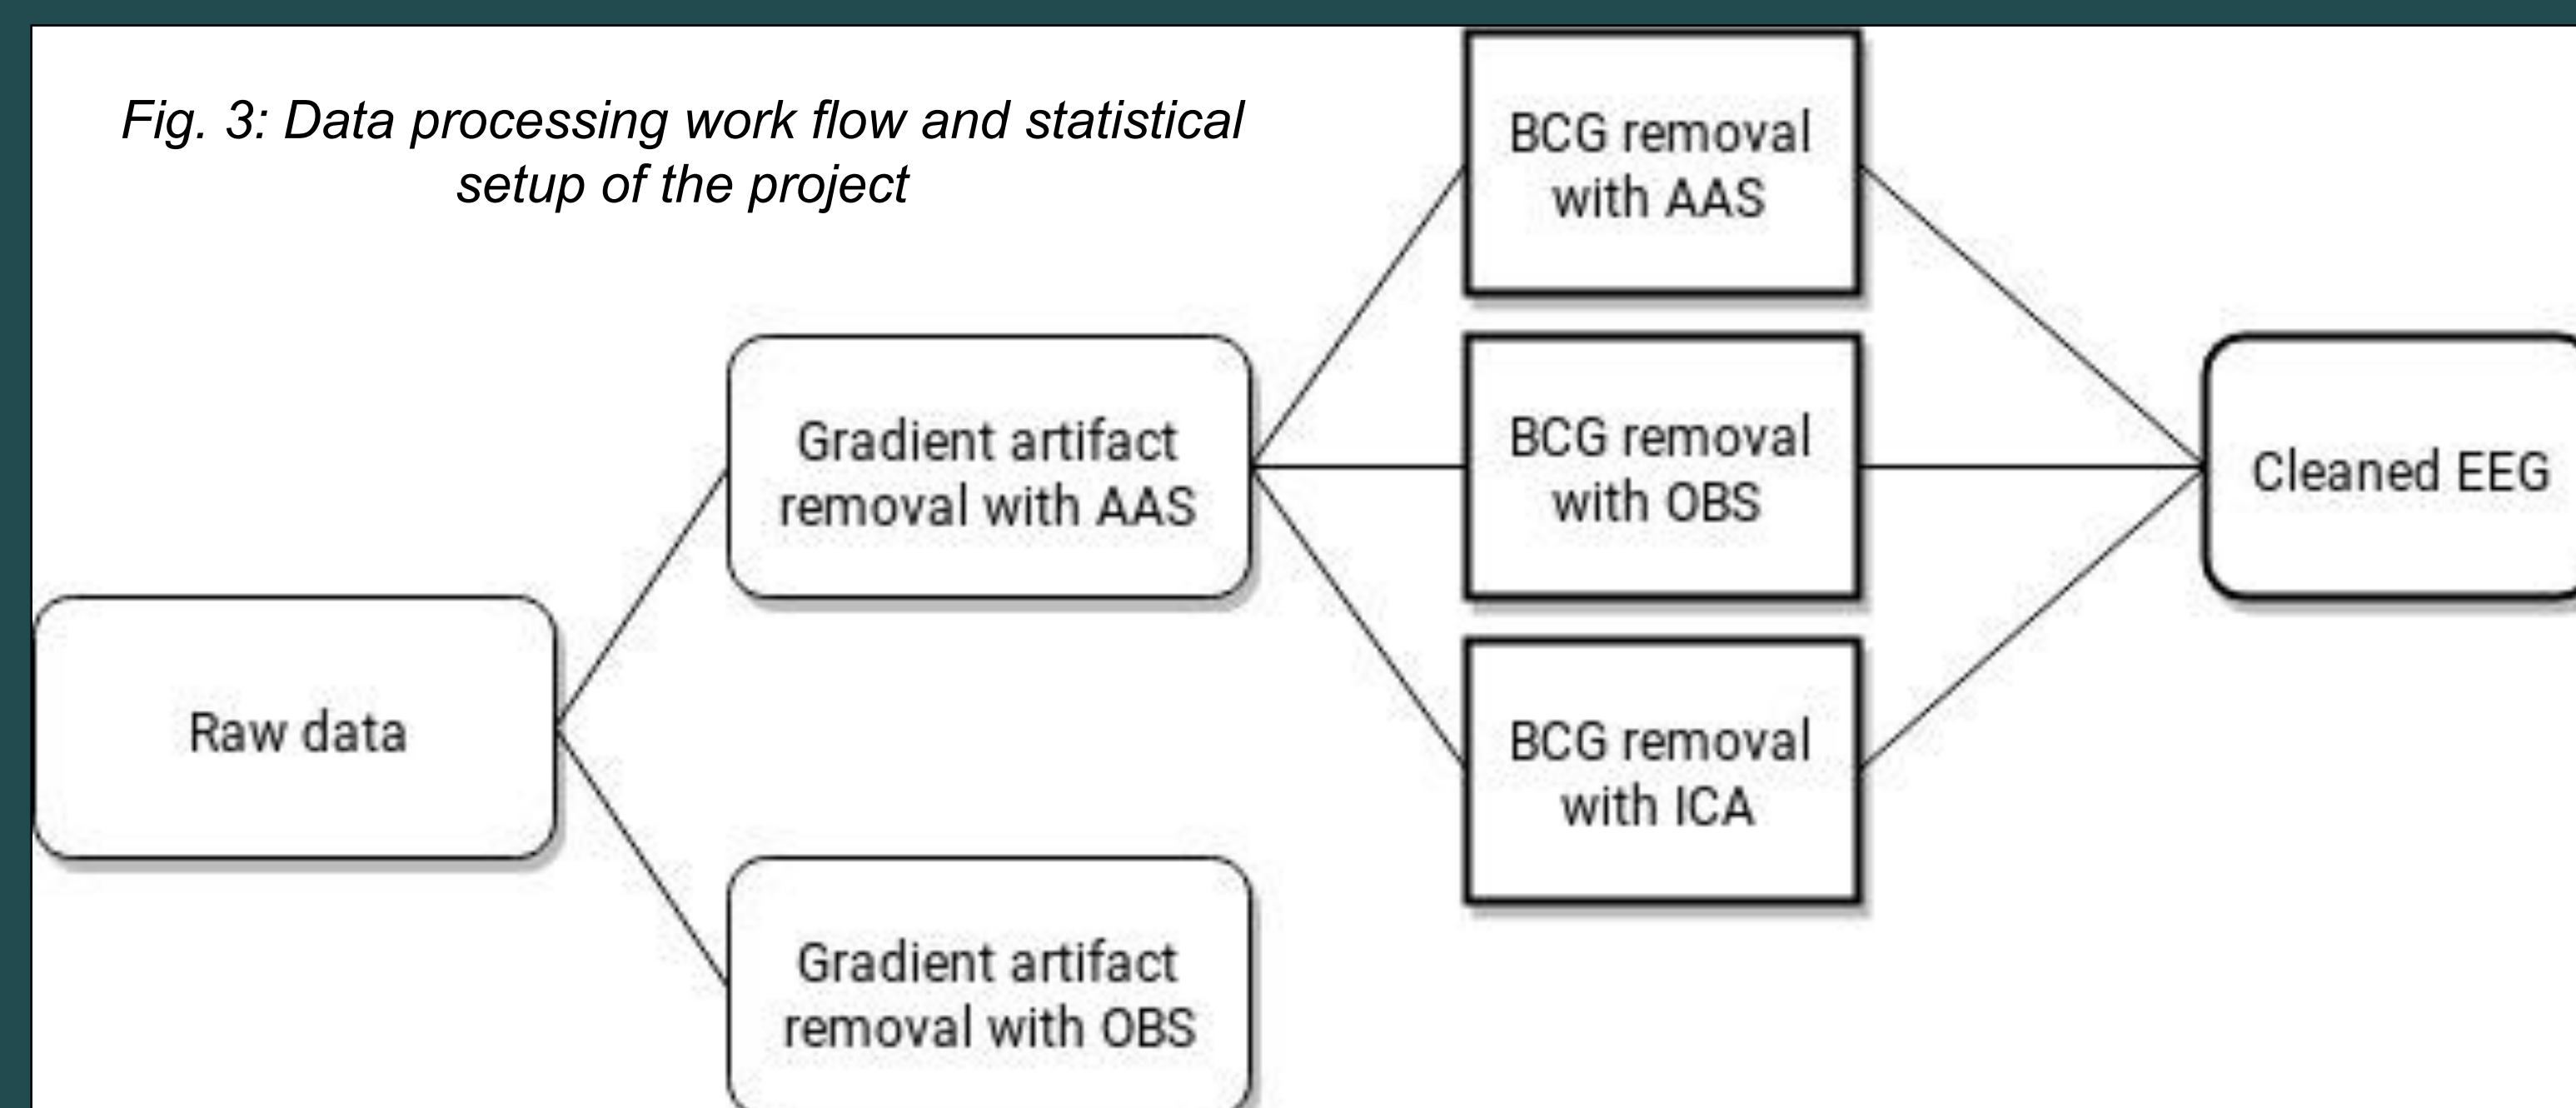 Fig. 3: Data processing work flow and statistical
setup of the project
Raw data
Gradient artifact
removal with AAS
Gradient artifact
removal with OBS
BCG removal
with AAS
BCG removal
with OBS
BCG removal
with ICA
Cleaned EEG